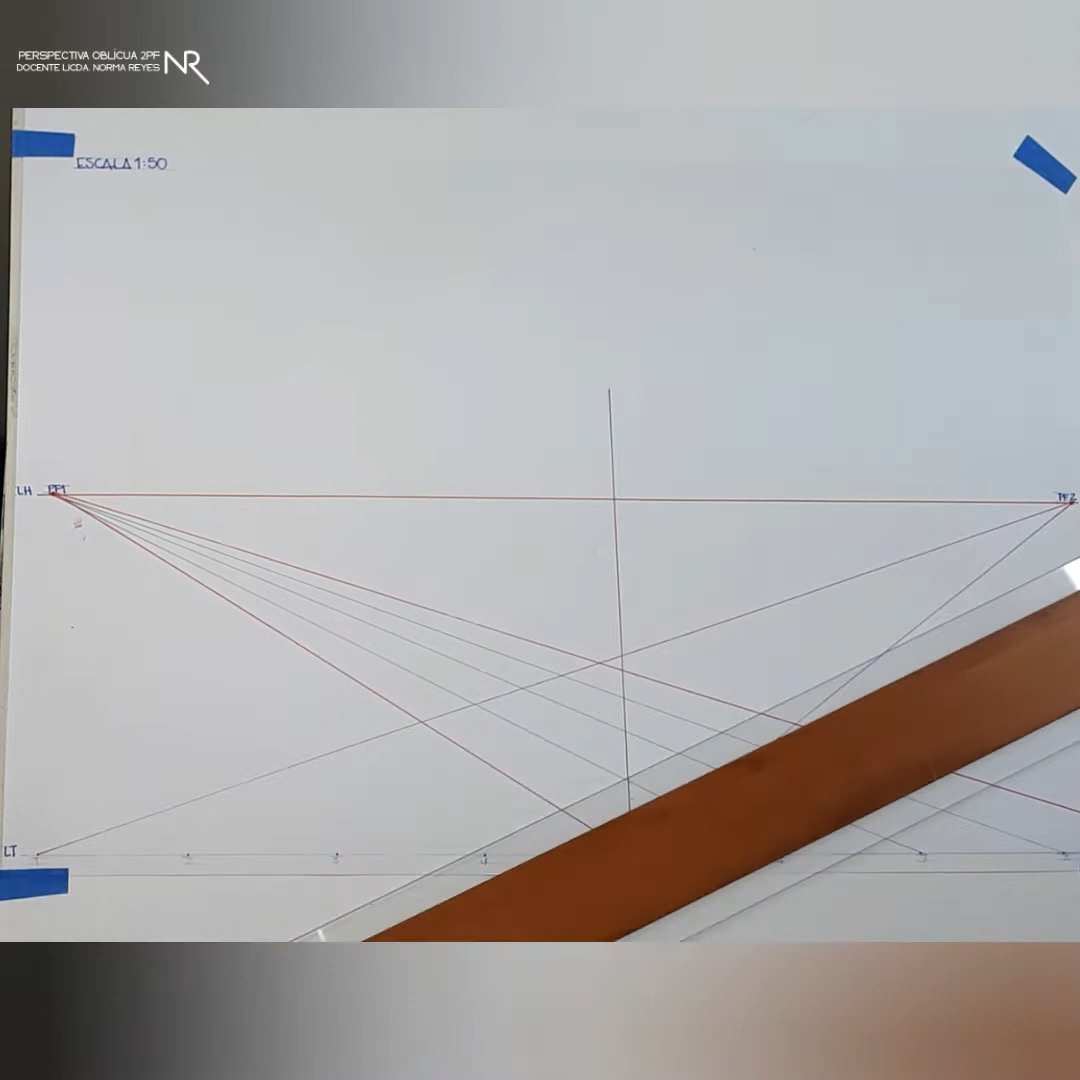 PERSPECTIVA OBLÍCUA 2PF
DOCENTE LICDA. NORMA REYES
NR
ESCALA 1:50
LH PF1
PF2
LT